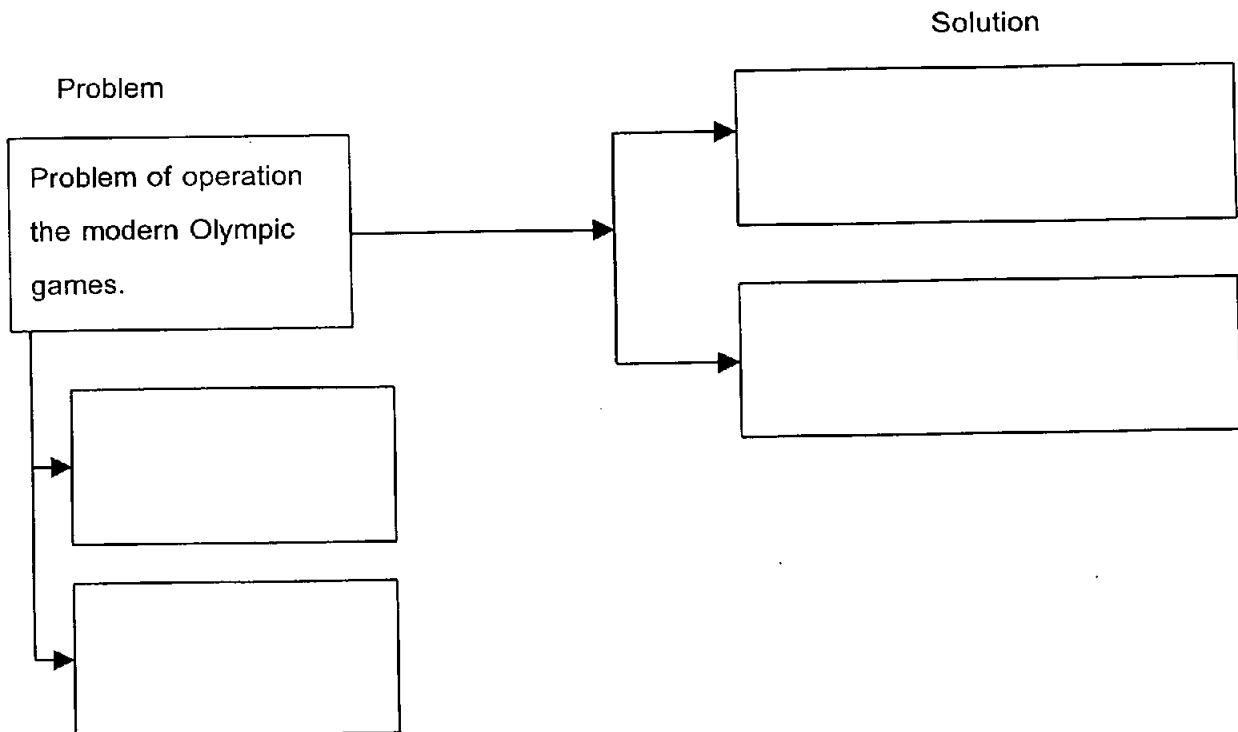 Solution
Problem
Problem of operation
the modern Olympic
games.